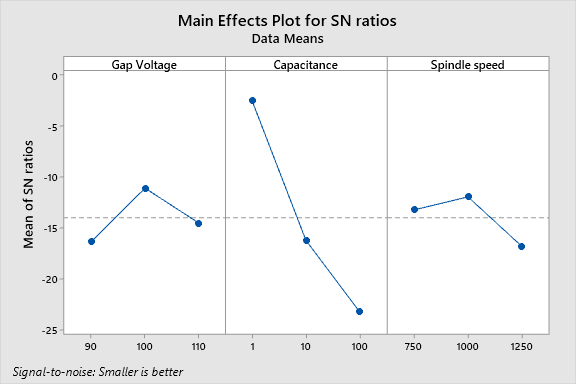 Main Effects Plot for SN ratios
Data Means
Gap Voltage Capacitance Spindle speed
Mean of SN ratios
0
-5
-10
-15
-20
-25
90 100 110 1 10 100 750 1000 1250
Signal-to-noise: Smaller is better